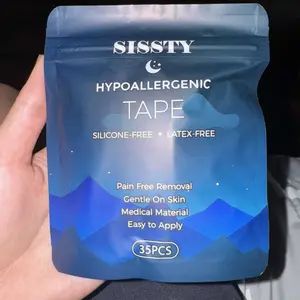 SISSTY
HYPOALLERGENIC
TAPE
SILICONE-FREE • LATEX-FREE
Pain Free Removal
Gentle On Skin
Medical Material
Easy to Apply
35PCS